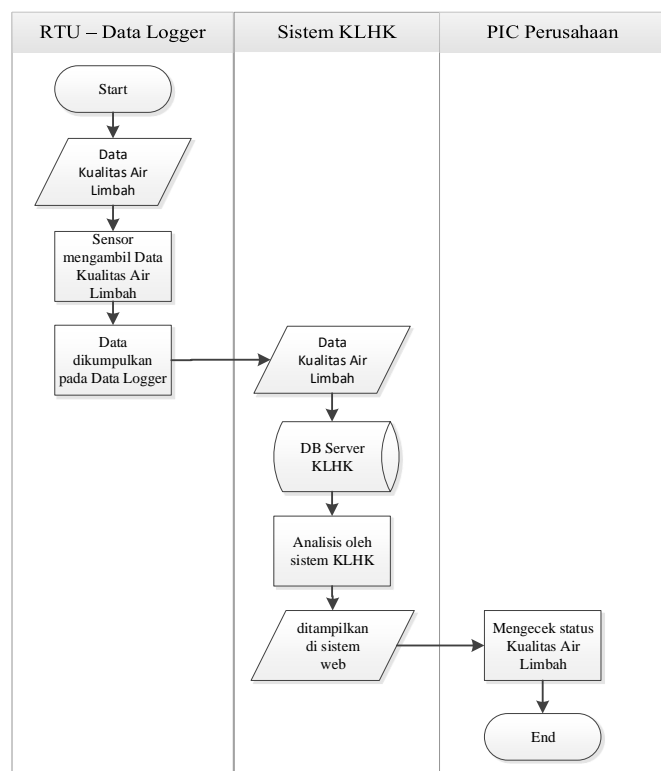 RTU – Data Logger
Sistem KLHK
PIC Perusahaan
Start
Data
Kualitas Air
Limbah
Sensor
mengambil Data
Kualitas Air
Limbah
Data
dikumpulkan
pada Data Logger
Data
Kualitas Air
Limbah
DB Server
KLHK
Analisis oleh
sistem KLHK
ditampilkan
di sistem
web
Mengecek status
Kualitas Air
Limbah
End